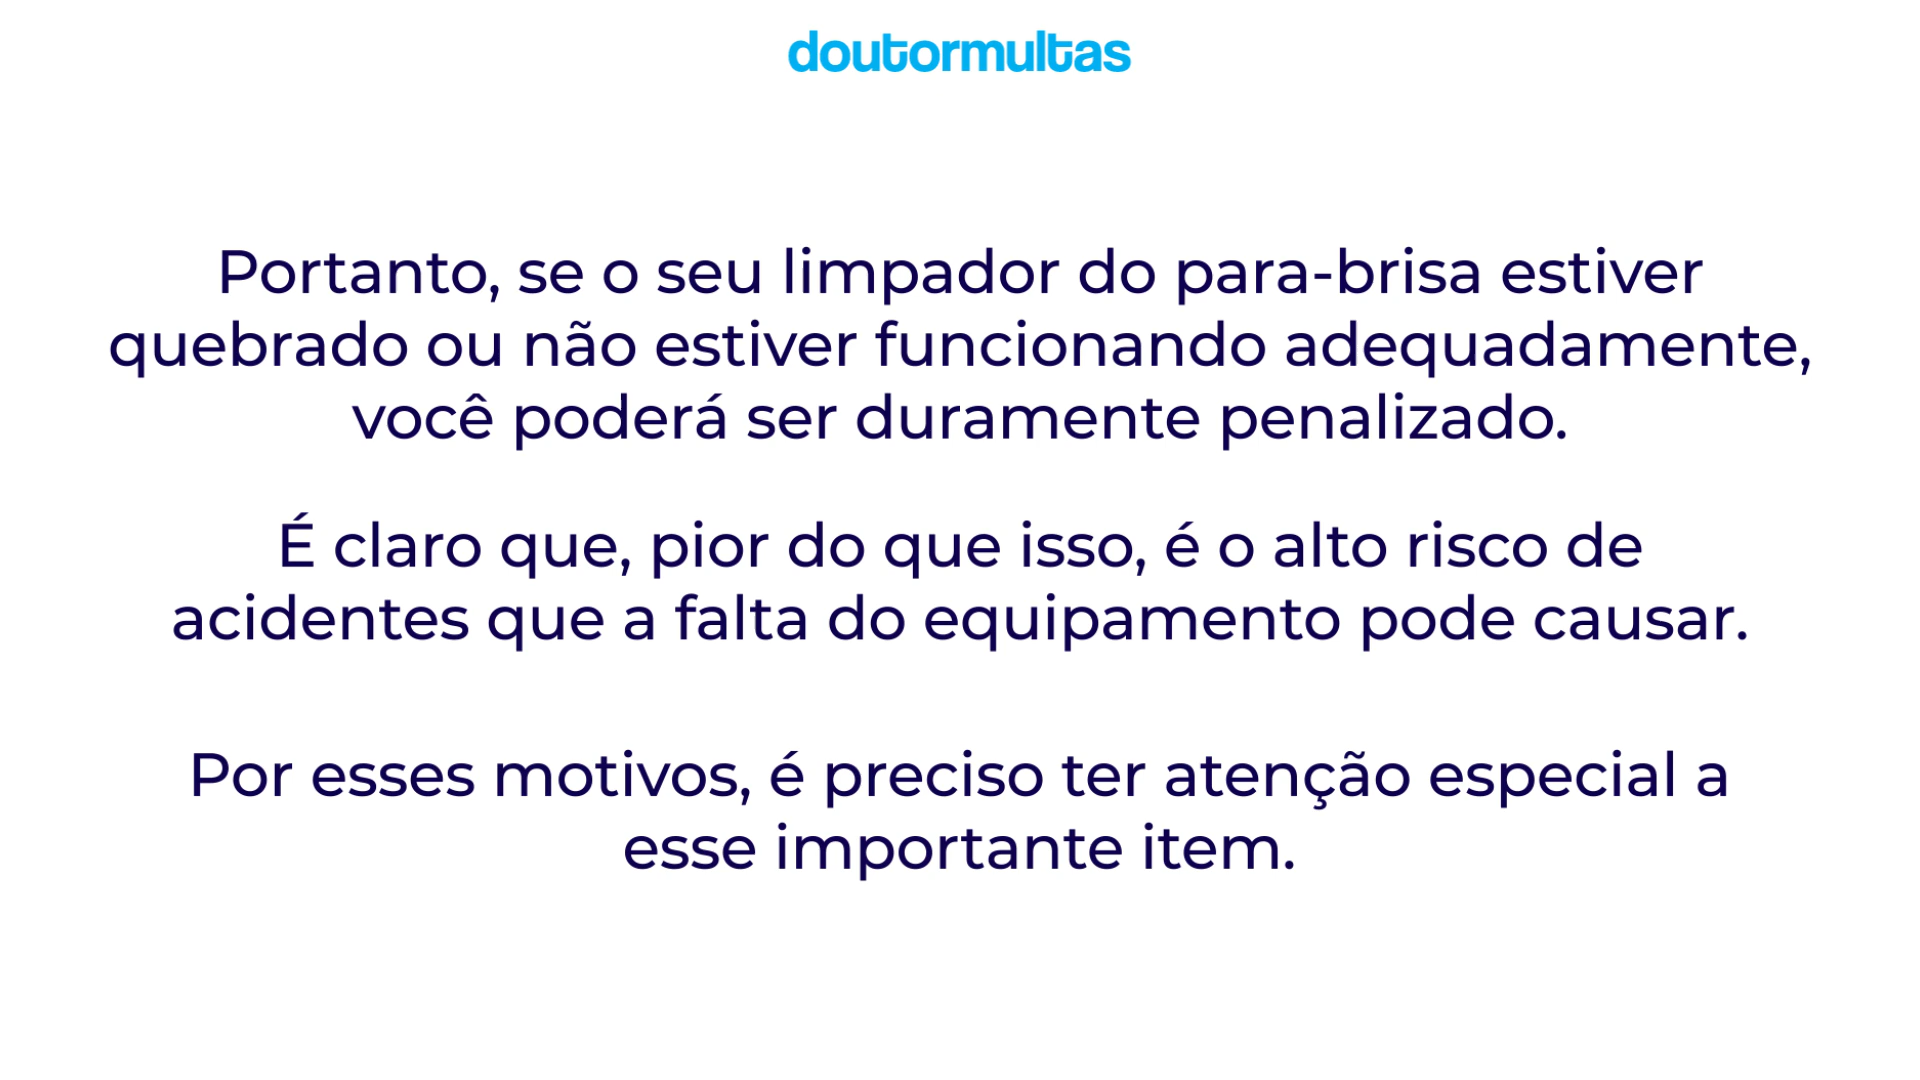 doutormultas
Portanto, se o seu limpador do para-brisa estiver
quebrado ou não estiver funcionando adequadamente,
você poderá ser duramente penalizado.
É claro que, pior do que isso, é o alto risco de
acidentes que a falta do equipamento pode causar.
Por esses motivos, é preciso ter atenção especial a
esse importante item.